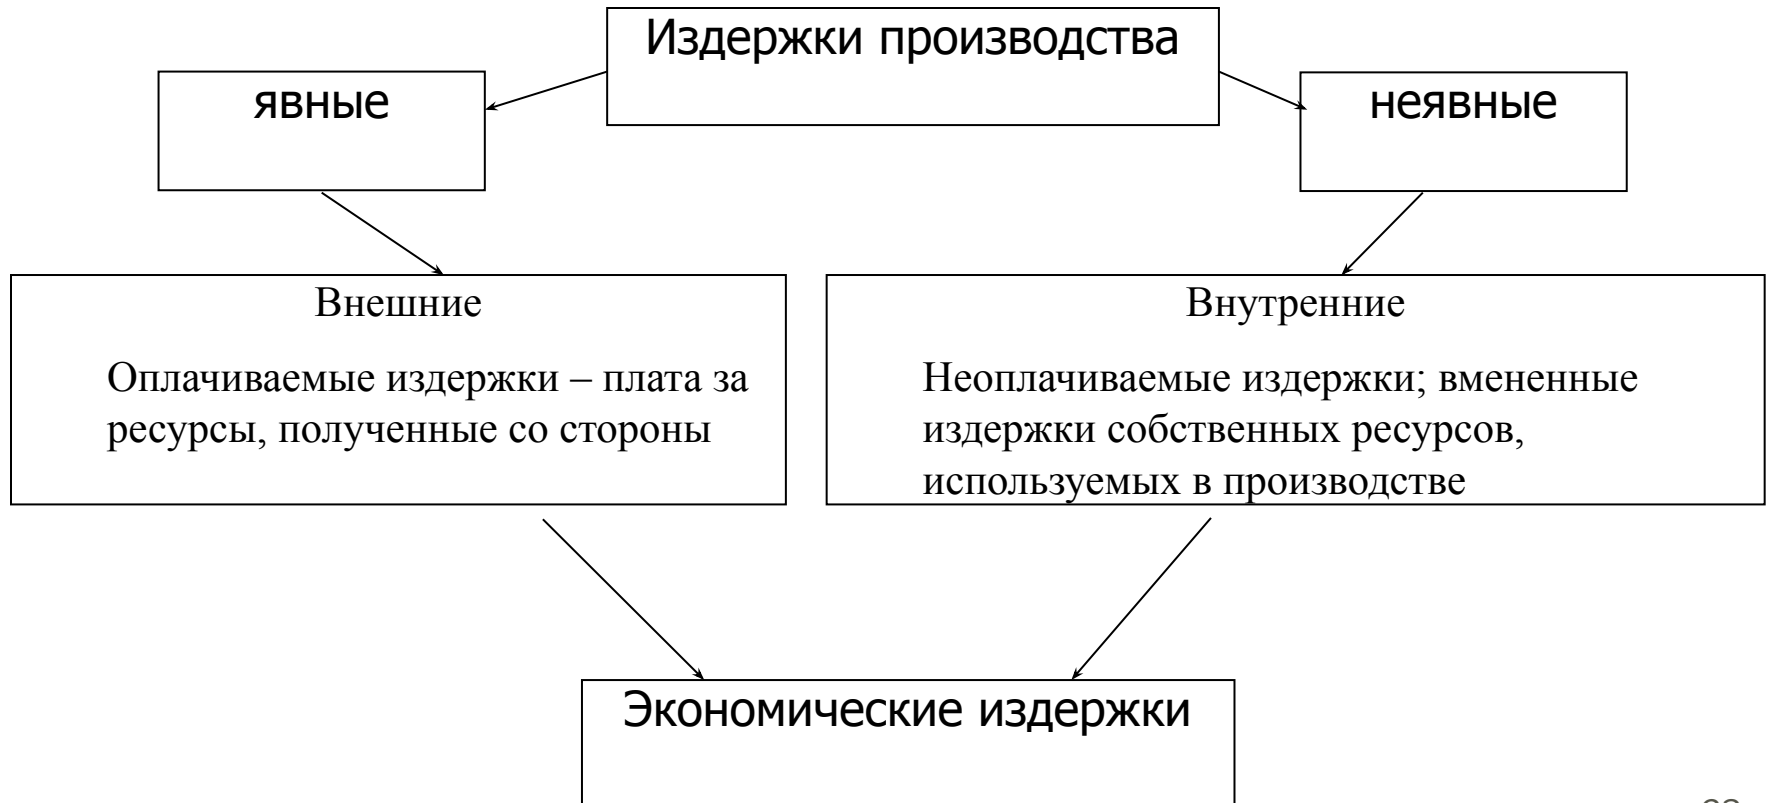 Издержки производства
явные
неявные
Внешние
Оплачиваемые издержки – плата за
ресурсы, полученные со стороны
Внутренние
Неоплачиваемые издержки; вмененные
издержки собственных ресурсов,
используемых в производстве
Экономические издержки